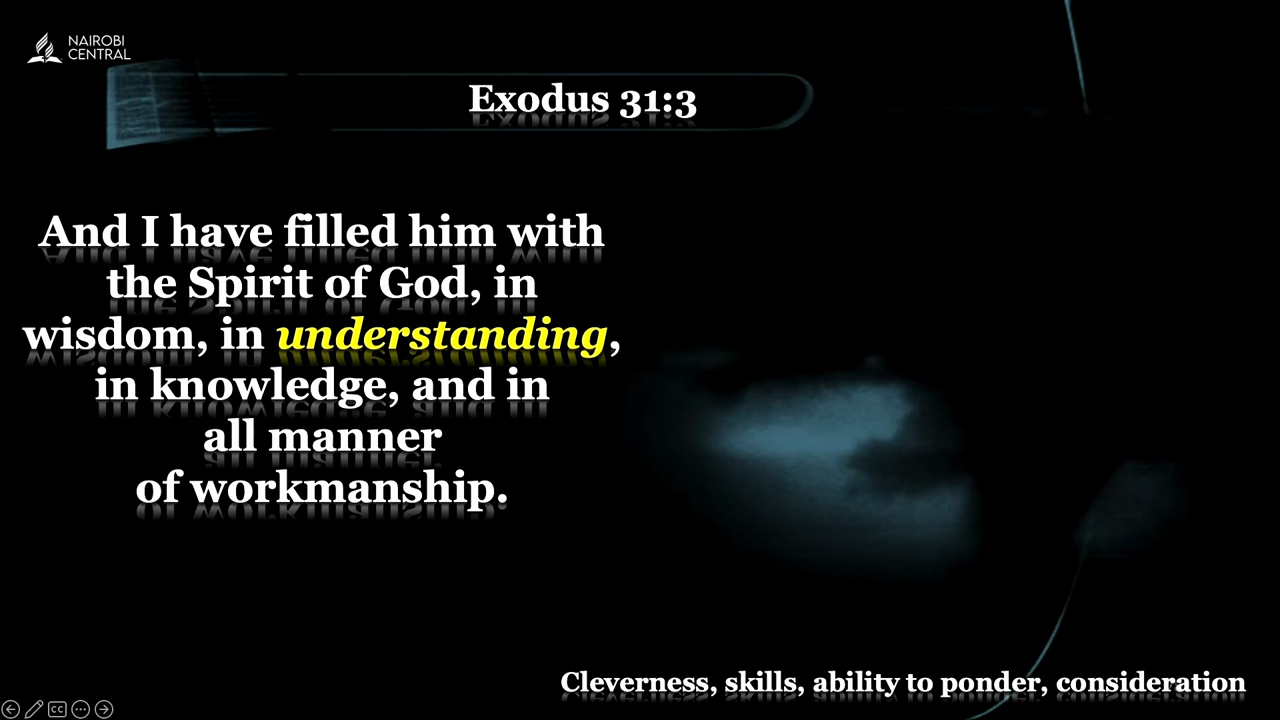 NAIROBI
CENTRAL
Exodus 31:3
And I have filled him with
the Spirit of God, in
wisdom, in understanding,
in knowledge, and in
all manner
of workmanship.
Cleverness, skills, ability to ponder, consideration
CC